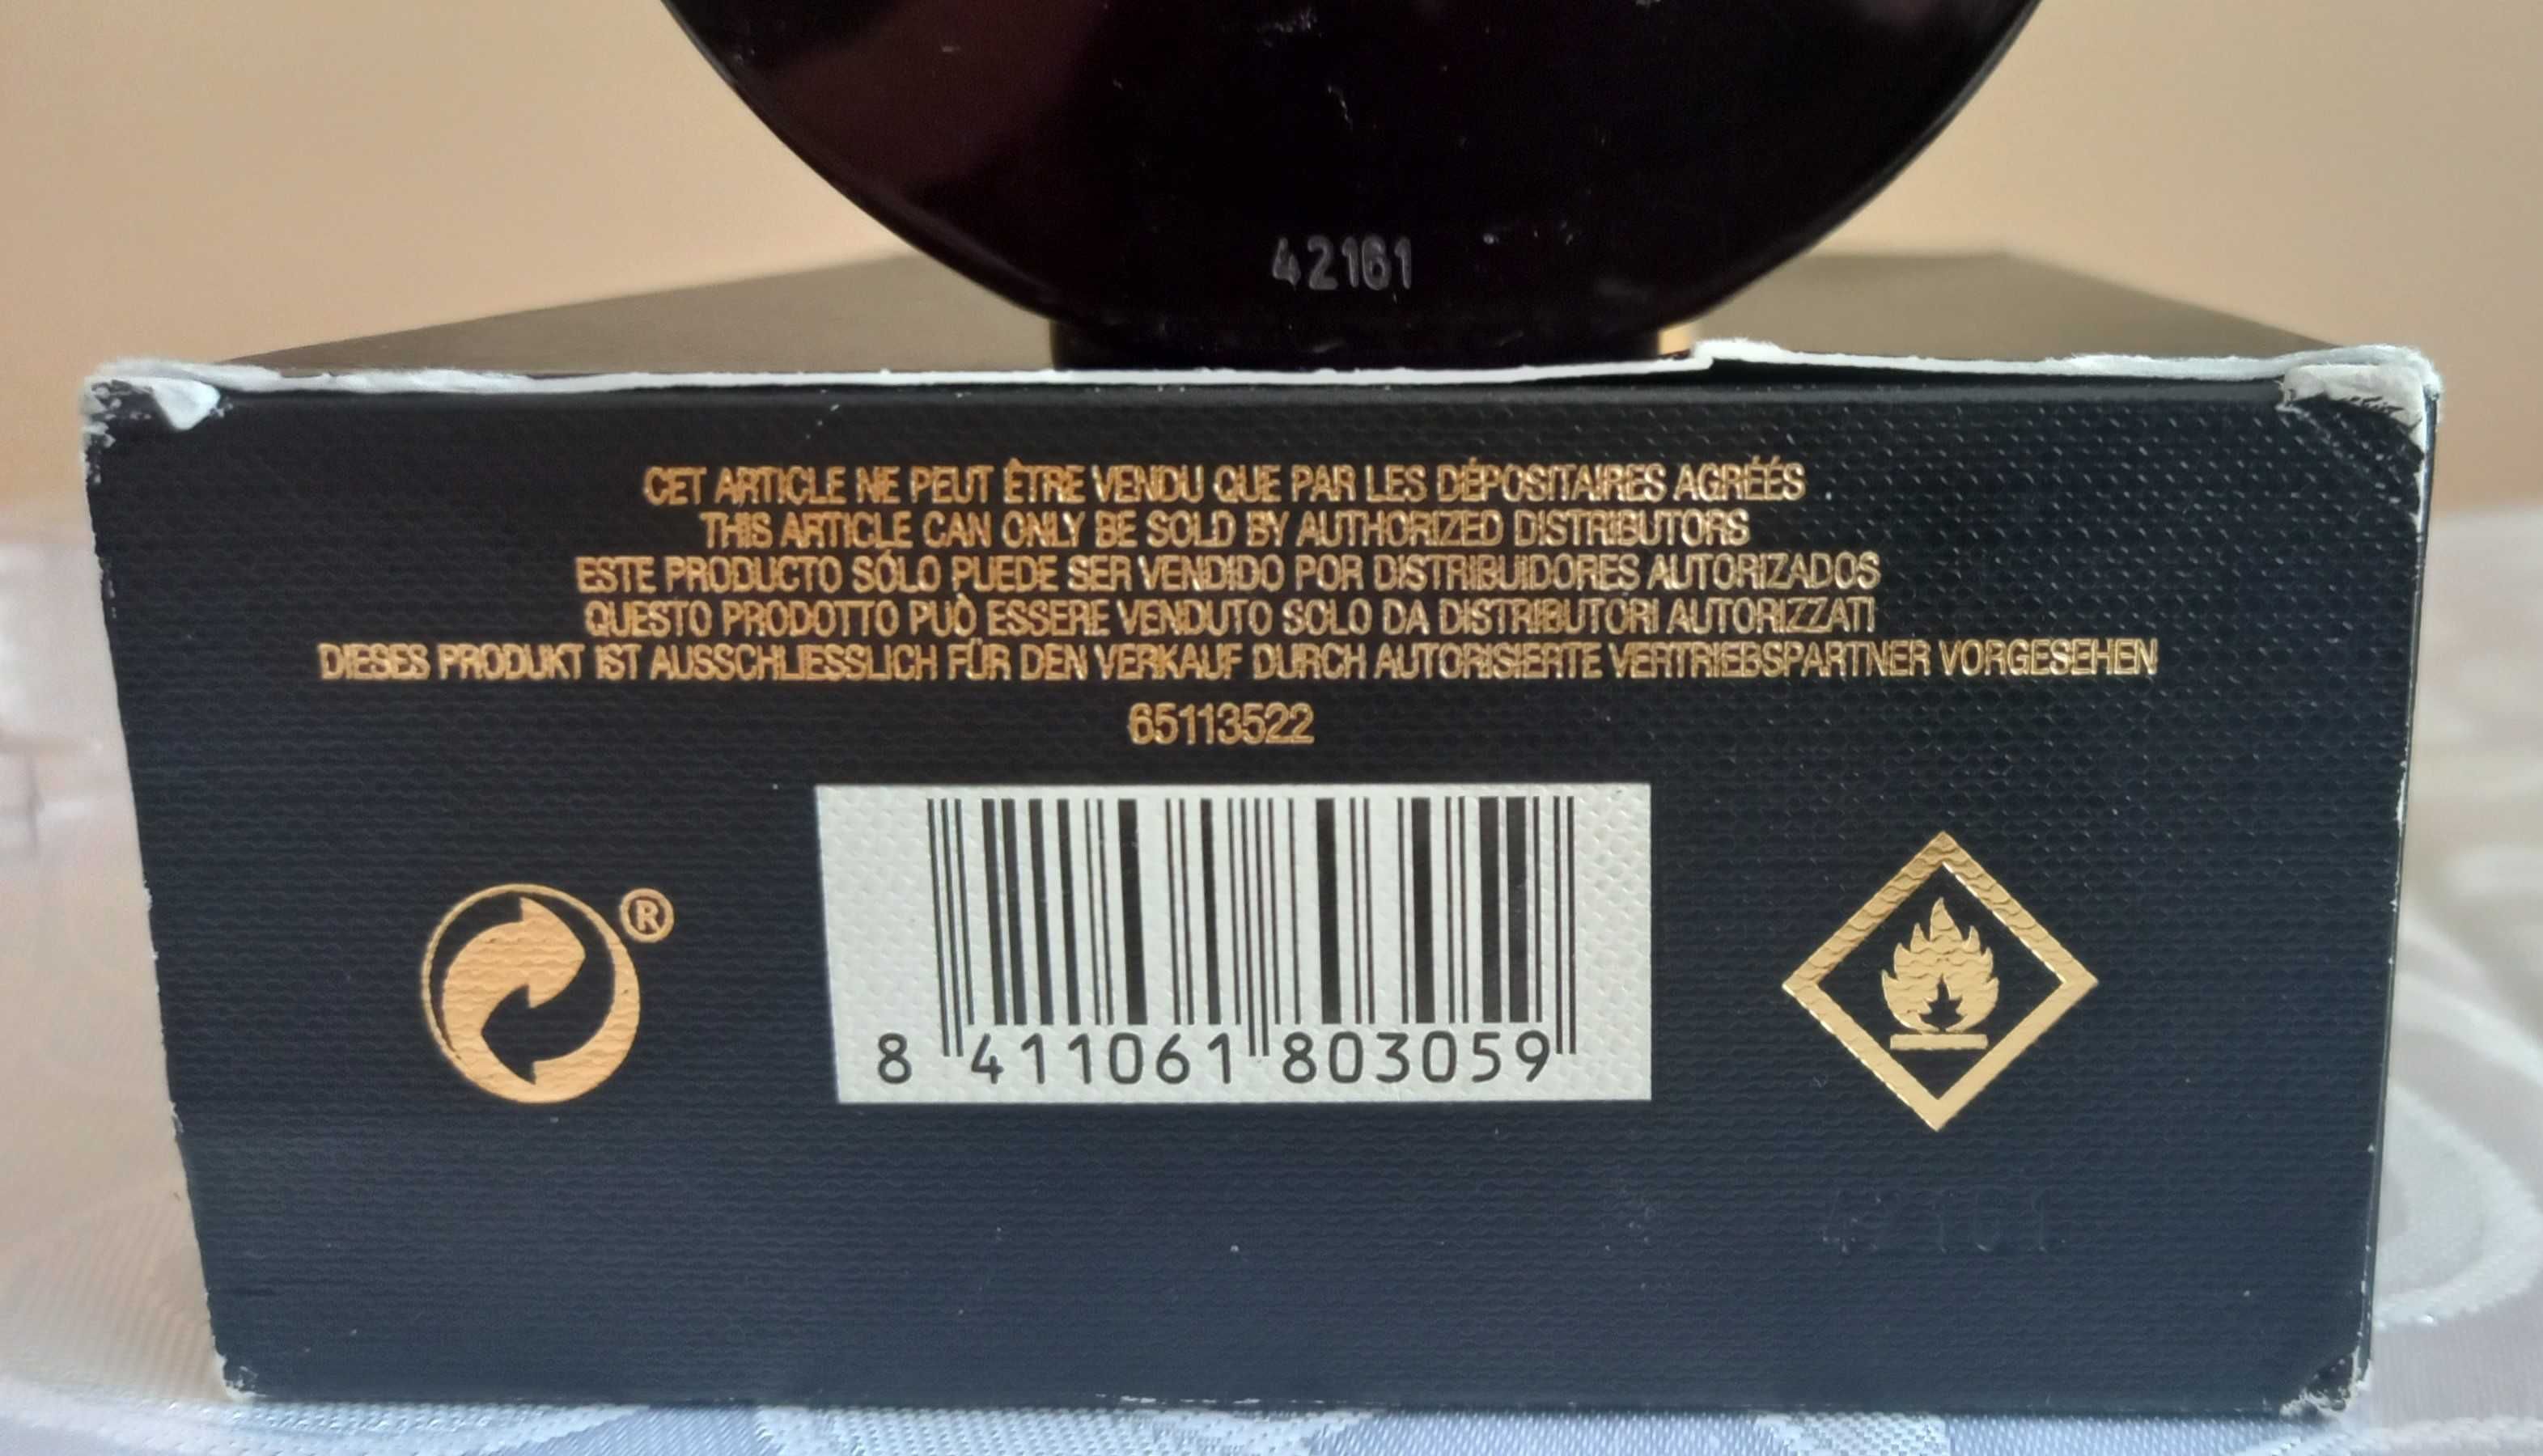 42161
CET ARTICLE NE PEUT ÊTRE VENDU QUE PAR LES DÉPOSITAIRES AGRÉÉS
THIS ARTICLE CAN ONLY BE SOLD BY AUTHORIZED DISTRIBUTORS
ESTE PRODUCTO SÓLO PUEDE SER VENDIDO POR DISTRIBUIDORES AUTORIZADOS
QUESTO PRODOTTO PUÒ ESSERE VENDUTO SOLO DA DISTRIBUTORI AUTORIZZATI
DIESES PRODUKT IST AUSSCHLIESSLICH FÜR DEN VERKAUF DURCH AUTORISIERTE VERTRIEBSPARTNER VORGESEHEN
65113522
®
8 411061 803059
42161